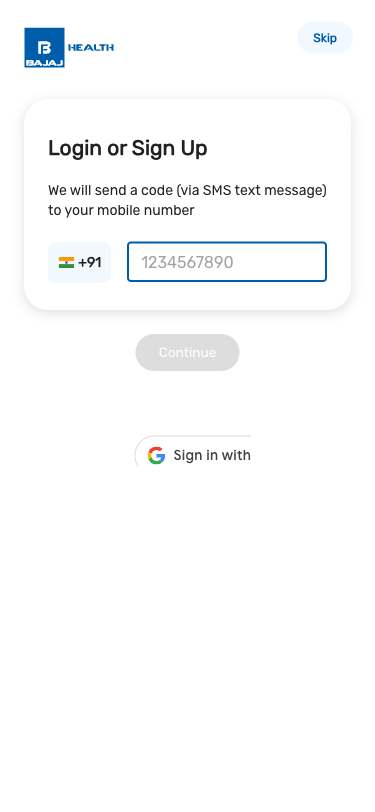 B
BAJAJ
HEALTH
Skip
Login or Sign Up
We will send a code (via SMS text message)
to your mobile number
+91
1234567890
Continue
Sign in with